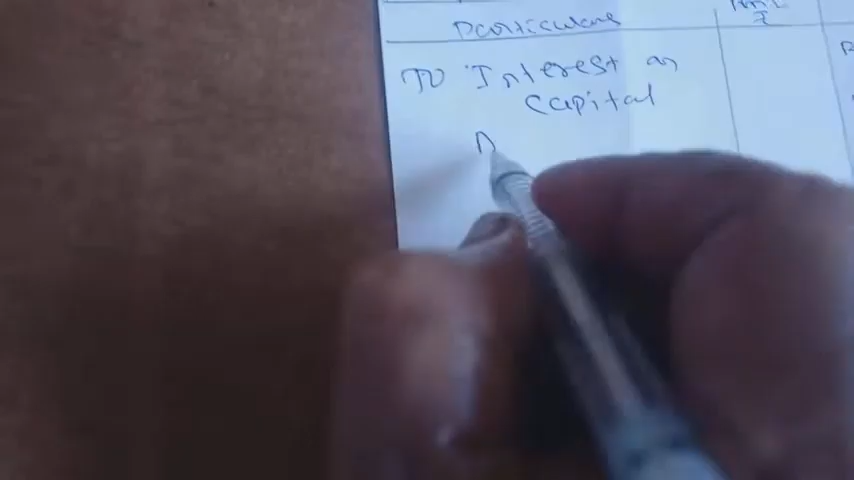 Particulars
₹
To Interest on
capital